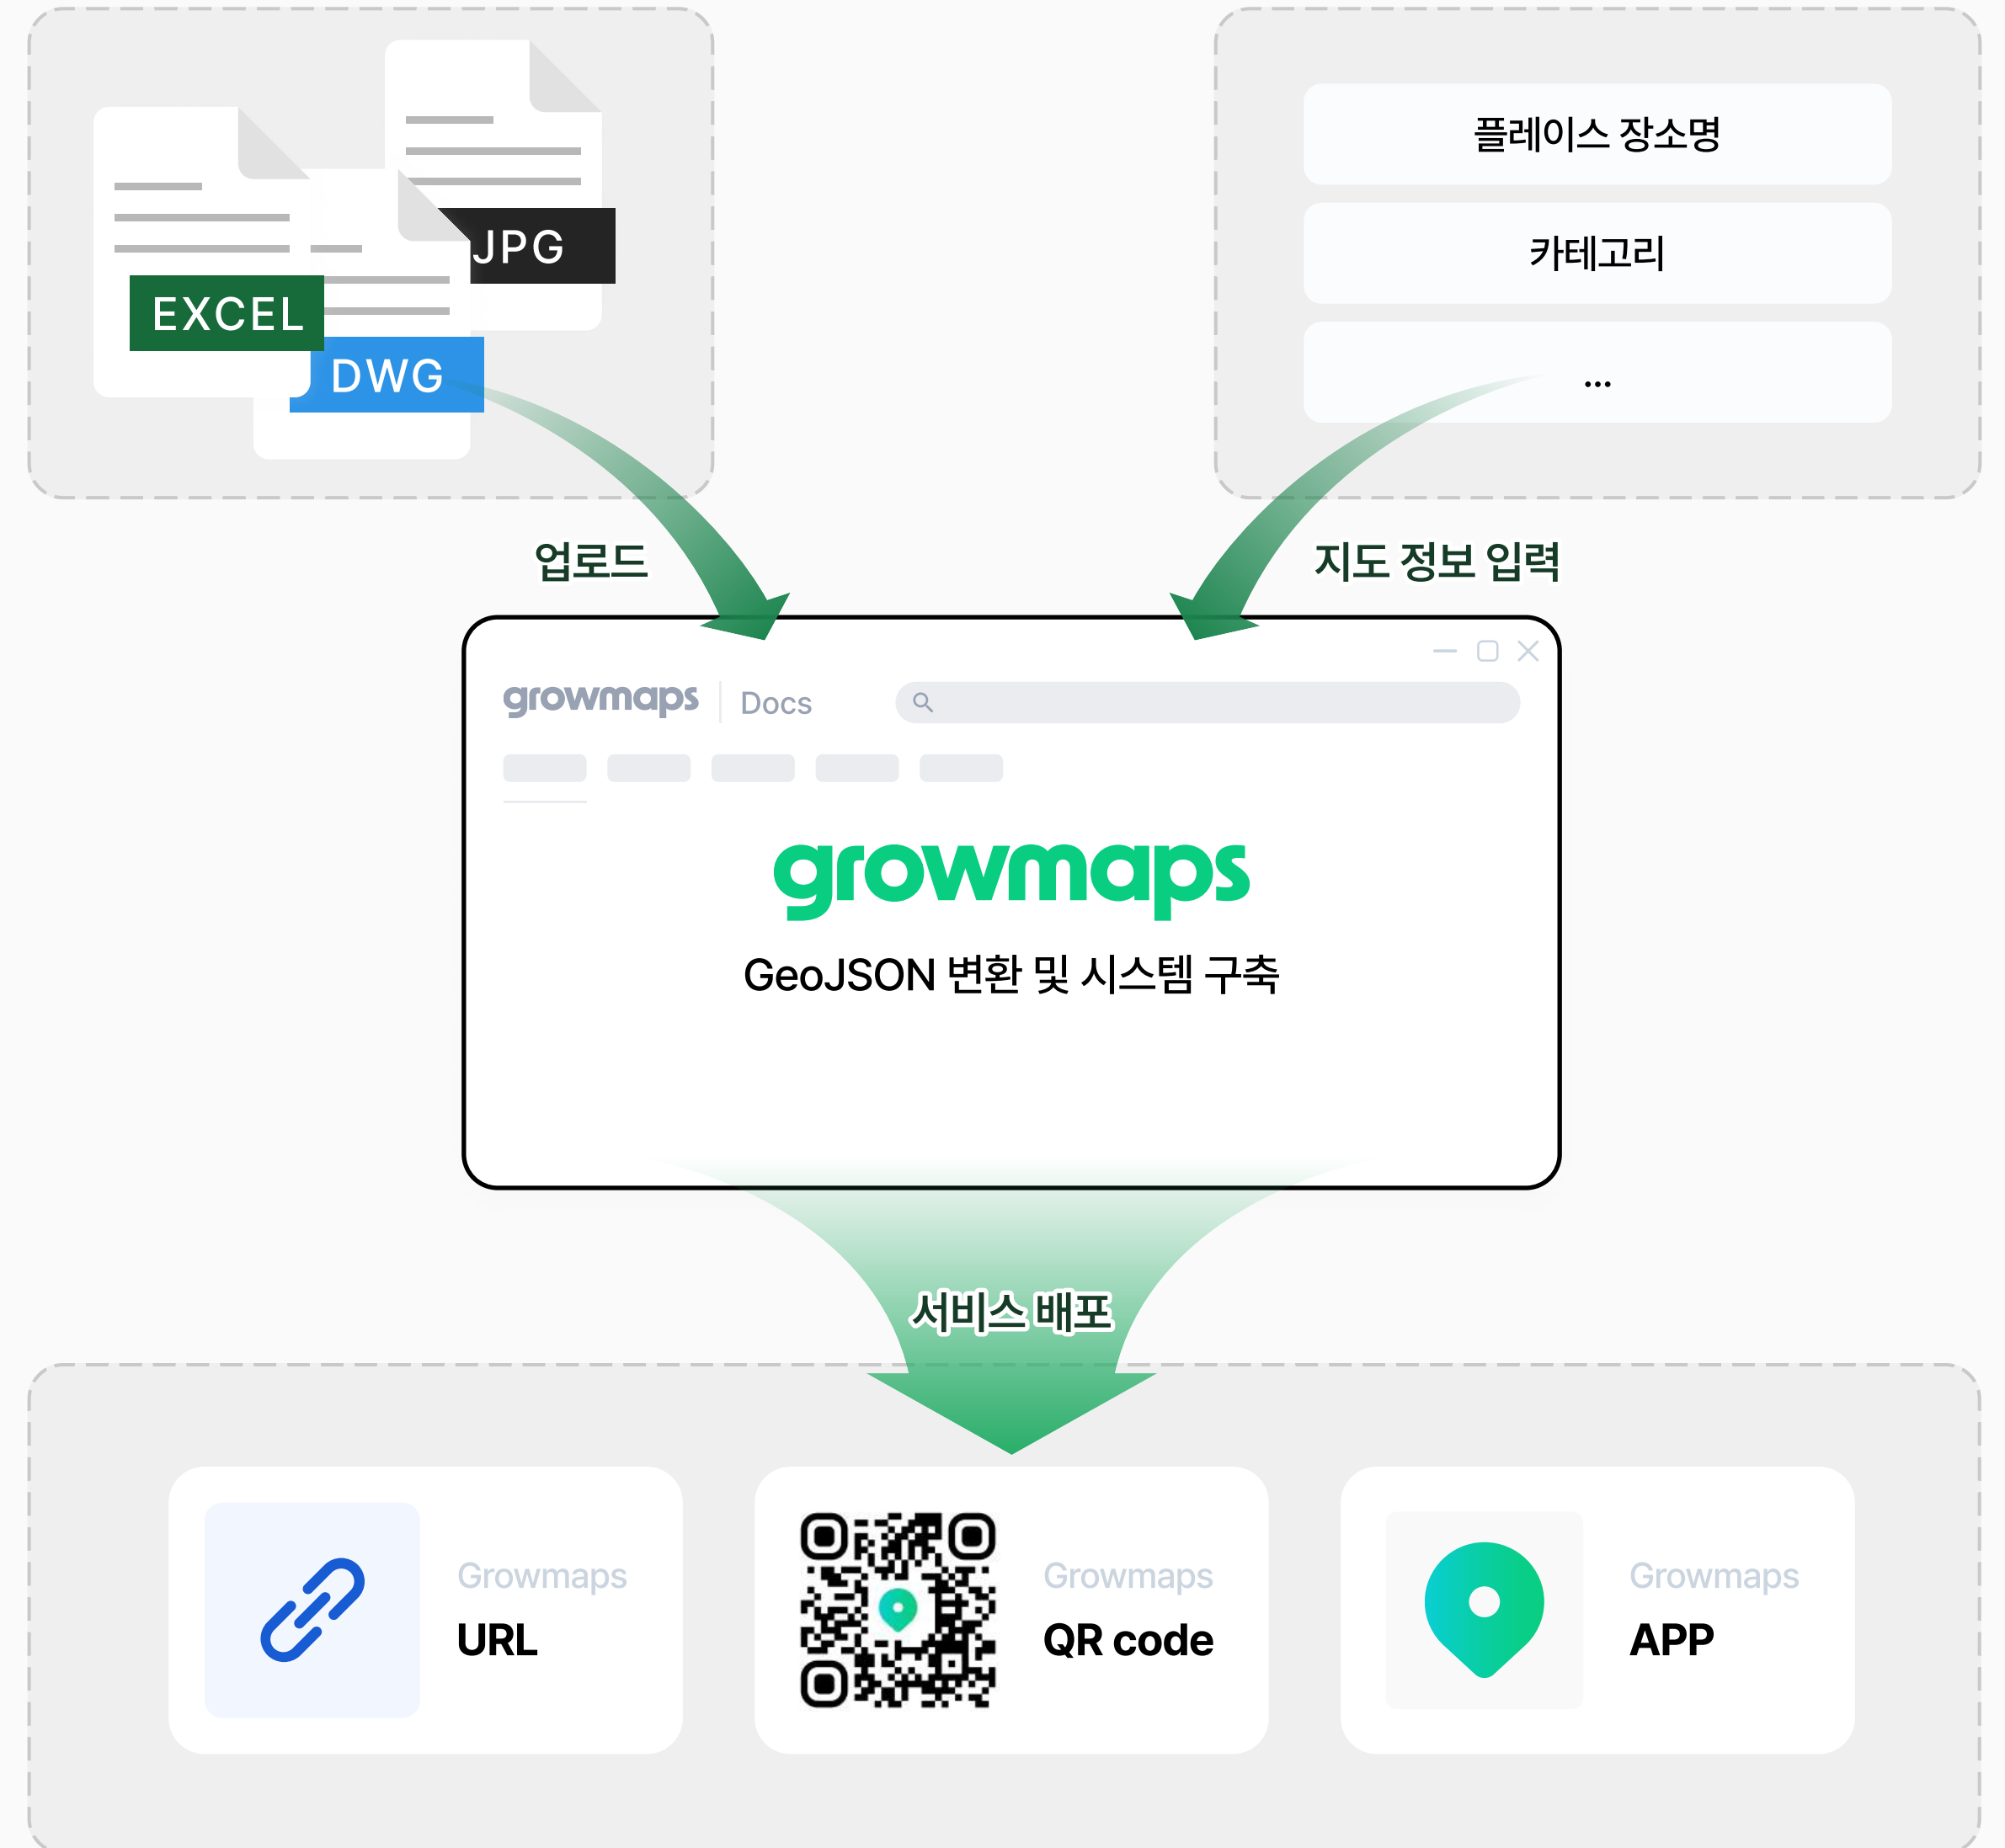 JPG
EXCEL
DWG
플레이스 장소명
카테고리
...
업로드
지도 정보 입력
growmaps
Docs
growmaps
GeoJSON 변환 및 시스템 구축
서비스 배포
Growmaps
URL
Growmaps
QR code
Growmaps
APP